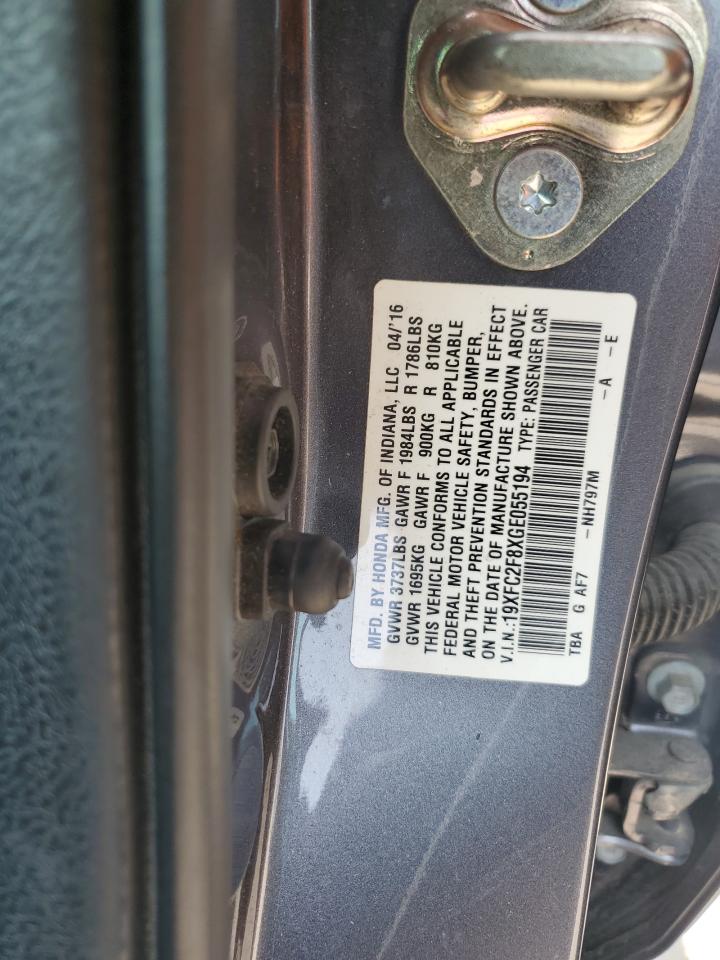 MFD. BY HONDA MFG. OF INDIANA, LLC 04/'16
GVWR 3737LBS GAWR F 1984LBS R 1786LBS
GVWR 1695KG GAWR F 900KG R 810KG
THIS VEHICLE CONFORMS TO ALL APPLICABLE
FEDERAL MOTOR VEHICLE SAFETY, BUMPER,
AND THEFT PREVENTION STANDARDS IN EFFECT
ON THE DATE OF MANUFACTURE SHOWN ABOVE.
V.I.N.:19XFC2F8XGE055194 TYPE: PASSENGER CAR
TBA G AF7 -NH797M -A -E